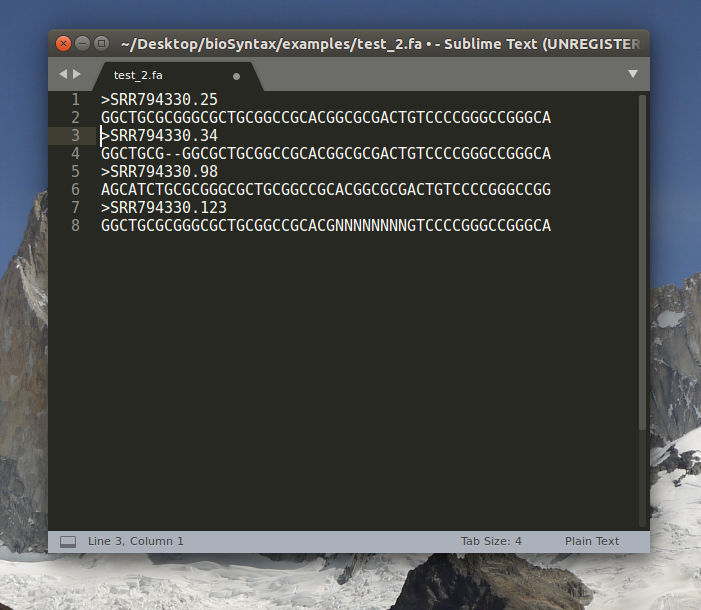 ~/Desktop/bioSyntax/examples/test_2.fa • - Sublime Text (UNREGISTER
test_2.fa
1 >SRR794330.25
2 GGCTGCGCGGGCGCTGCGGCCGCACGGCGCGACTGTCCCCGGGCCGGGCA
3 >SRR794330.34
4 GGCTGCG--GGCGCTGCGGCCGCACGGCGCGACTGTCCCCGGGCCGGGCA
5 >SRR794330.98
6 AGCATCTGCGCGGGCGCTGCGGCCGCACGGCGCGACTGTCCCCGGGCCGG
7 >SRR794330.123
8 GGCTGCGCGGGCGCTGCGGCCGCACGNNNNNNNNGTCCCCGGGCCGGGCA
Line 3, Column 1 Tab Size: 4 Plain Text